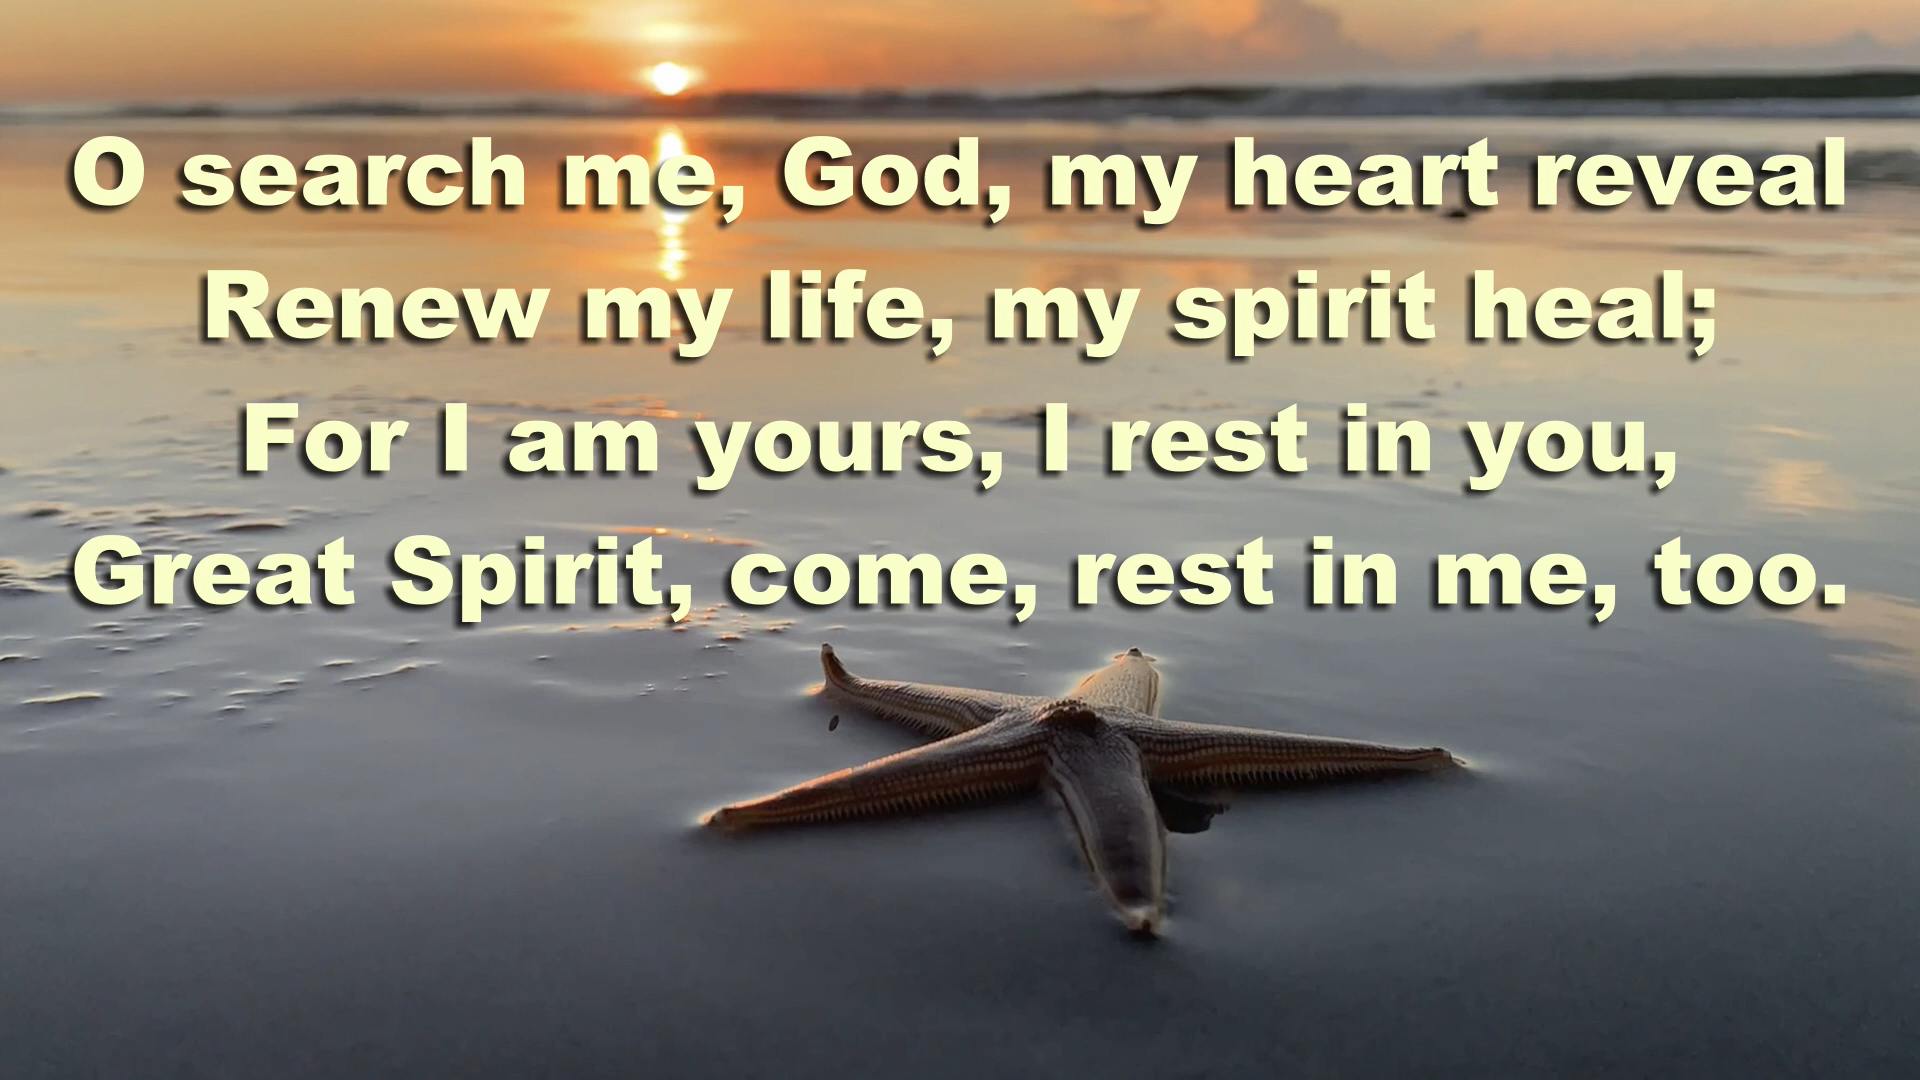 O search me, God, my heart reveal
Renew my life, my spirit heal;
For I am yours, I rest in you,
Great Spirit, come, rest in me, too.